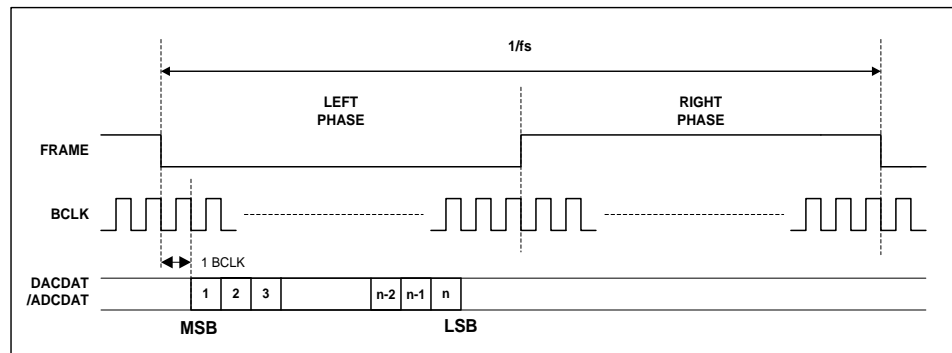 1/fs
LEFT
PHASE
RIGHT
PHASE
FRAME
BCLK
1 BCLK
DACDAT
/ADCDAT
1 2 3 n-2 n-1 n
MSB LSB